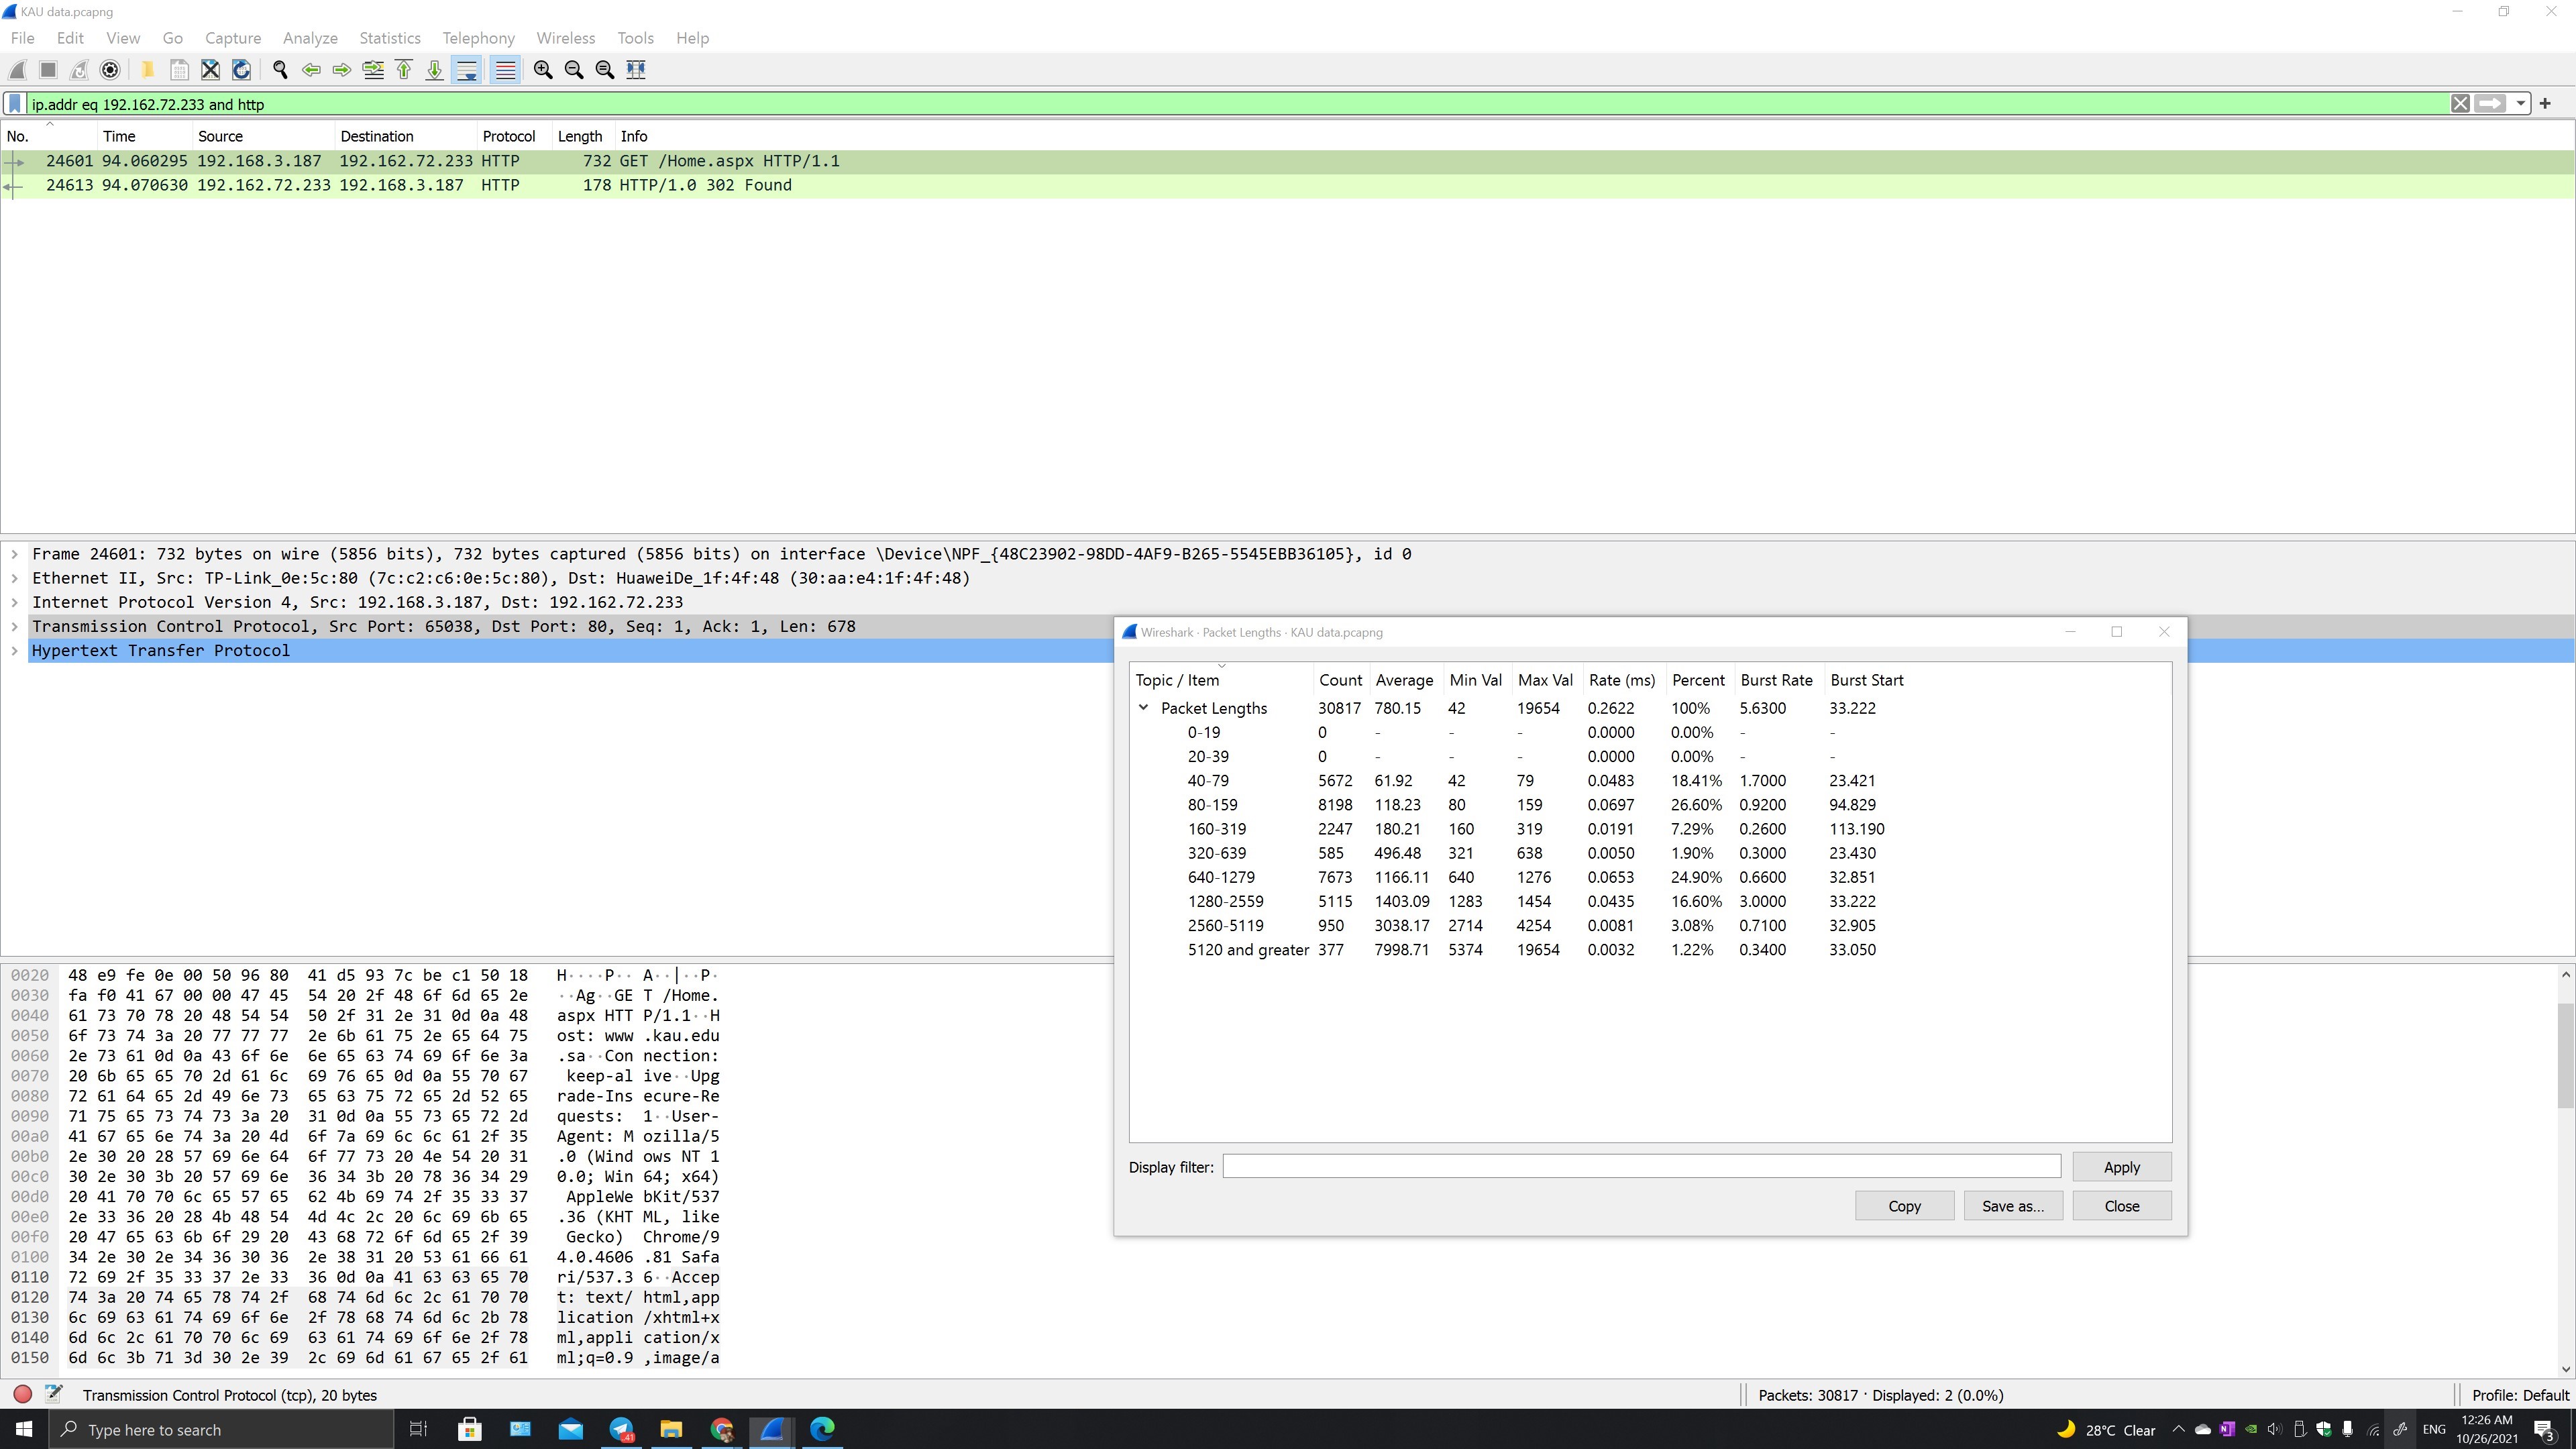 KAU data.pcapng
File Edit View Go Capture Analyze Statistics Telephony Wireless Tools Help
ip.addr eq 192.162.72.233 and http
No. Time Source Destination Protocol Length Info
24601 94.060295 192.168.3.187 192.162.72.233 HTTP 732 GET /Home.aspx HTTP/1.1
24613 94.070630 192.162.72.233 192.168.3.187 HTTP 178 HTTP/1.0 302 Found
Frame 24601: 732 bytes on wire (5856 bits), 732 bytes captured (5856 bits) on interface \Device\NPF_{48C23902-98DD-4AF9-B265-5545EBB36105}, id 0
Ethernet II, Src: TP-Link_0e:5c:80 (7c:c2:c6:0e:5c:80), Dst: HuaweiDe_1f:4f:48 (30:aa:e4:1f:4f:48)
Internet Protocol Version 4, Src: 192.168.3.187, Dst: 192.162.72.233
Transmission Control Protocol, Src Port: 65038, Dst Port: 80, Seq: 1, Ack: 1, Len: 678
Hypertext Transfer Protocol
Wireshark · Packet Lengths · KAU data.pcapng
Topic / Item Count Average Min Val Max Val Rate (ms) Percent Burst Rate Burst Start
Packet Lengths 30817 780.15 42 19654 0.2622 100% 5.6300 33.222
0-19 0 - - - 0.0000 0.00% - -
20-39 0 - - - 0.0000 0.00% - -
40-79 5672 61.92 42 79 0.0483 18.41% 1.7000 23.421
80-159 8198 118.23 80 159 0.0697 26.60% 0.9200 94.829
160-319 2247 180.21 160 319 0.0191 7.29% 0.2600 113.190
320-639 585 496.48 321 638 0.0050 1.90% 0.3000 23.430
640-1279 7673 1166.11 640 1276 0.0653 24.90% 0.6600 32.851
1280-2559 5115 1403.09 1283 1454 0.0435 16.60% 3.0000 33.222
2560-5119 950 3038.17 2714 4254 0.0081 3.08% 0.7100 32.905
5120 and greater 377 7998.71 5374 19654 0.0032 1.22% 0.3400 33.050
Display filter: Apply
Copy Save as... Close
0020 48 e9 fe 0e 00 50 96 80 41 d5 93 7c be c1 50 18 H····P·· A··|··P·
0030 fa f0 41 67 00 00 47 45 54 20 2f 48 6f 6d 65 2e ··Ag··GE T /Home.
0040 61 73 70 78 20 48 54 54 50 2f 31 2e 31 0d 0a 48 aspx HTT P/1.1··H
0050 6f 73 74 3a 20 77 77 77 2e 6b 61 75 2e 65 64 75 ost: www .kau.edu
0060 2e 73 61 0d 0a 43 6f 6e 6e 65 63 74 69 6f 6e 3a .sa··Con nection:
0070 20 6b 65 65 70 2d 61 6c 69 76 65 0d 0a 55 70 67 keep-al ive··Upg
0080 72 61 64 65 2d 49 6e 73 65 63 75 72 65 2d 52 65 rade-Ins ecure-Re
0090 71 75 65 73 74 73 3a 20 31 0d 0a 55 73 65 72 2d quests: 1··User-
00a0 41 67 65 6e 74 3a 20 4d 6f 7a 69 6c 6c 61 2f 35 Agent: M ozilla/5
00b0 2e 30 20 28 57 69 6e 64 6f 77 73 20 4e 54 20 31 .0 (Wind ows NT 1
00c0 30 2e 30 3b 20 57 69 6e 36 34 3b 20 78 36 34 29 0.0; Win 64; x64)
00d0 20 41 70 70 6c 65 57 65 62 4b 69 74 2f 35 33 37 AppleWe bKit/537
00e0 2e 33 36 20 28 4b 48 54 4d 4c 2c 20 6c 69 6b 65 .36 (KHT ML, like
00f0 20 47 65 63 6b 6f 29 20 43 68 72 6f 6d 65 2f 39 Gecko) Chrome/9
0100 34 2e 30 2e 34 36 30 36 2e 38 31 20 53 61 66 61 4.0.4606 .81 Safa
0110 72 69 2f 35 33 37 2e 33 36 0d 0a 41 63 63 65 70 ri/537.3 6··Accep
0120 74 3a 20 74 65 78 74 2f 68 74 6d 6c 2c 61 70 70 t: text/ html,app
0130 6c 69 63 61 74 69 6f 6e 2f 78 68 74 6d 6c 2b 78 lication /xhtml+x
0140 6d 6c 2c 61 70 70 6c 69 63 61 74 69 6f 6e 2f 78 ml,appli cation/x
0150 6d 6c 3b 71 3d 30 2e 39 2c 69 6d 61 67 65 2f 61 ml;q=0.9 ,image/a
Transmission Control Protocol (tcp), 20 bytes Packets: 30817 · Displayed: 2 (0.0%) Profile: Default
Type here to search 41 28°C Clear ENG 12:26 AM
10/26/2021 3